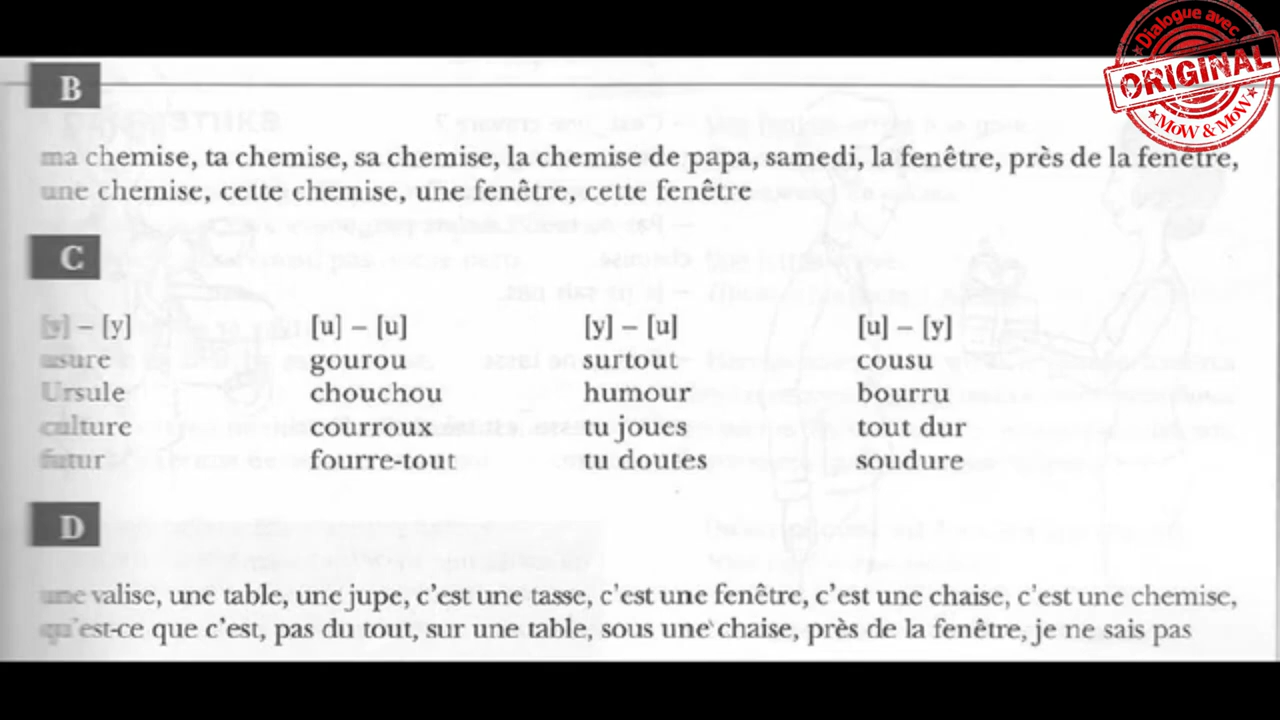 Dialogue avec
ORIGINAL
MOW & MOW
B
ma chemise, ta chemise, sa chemise, la chemise de papa, samedi, la fenêtre, près de la fenêtre,
une chemise, cette chemise, une fenêtre, cette fenêtre
C
[y] – [y] [u] – [u] [y] – [u] [u] – [y]
usure gourou surtout cousu
Ursule chouchou humour bourru
culture courroux tu joues tout dur
futur fourre-tout tu doutes soudure
D
une valise, une table, une jupe, c’est une tasse, c’est une fenêtre, c’est une chaise, c’est une chemise,
qu’est-ce que c’est, pas du tout, sur une table, sous une chaise, près de la fenêtre, je ne sais pas